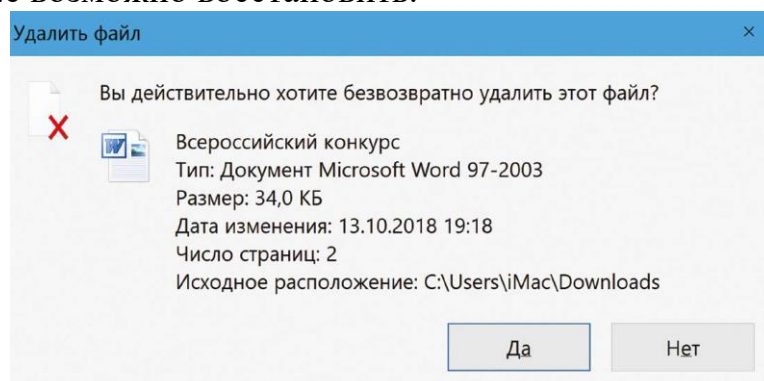 возможно восстановить.
Удалить файл
Вы действительно хотите безвозвратно удалить этот файл?
Всероссийский конкурс
Тип: Документ Microsoft Word 97-2003
Размер: 34,0 КБ
Дата изменения: 13.10.2018 19:18
Число страниц: 2
Исходное расположение: C:\Users\iMac\Downloads
Да
Нет